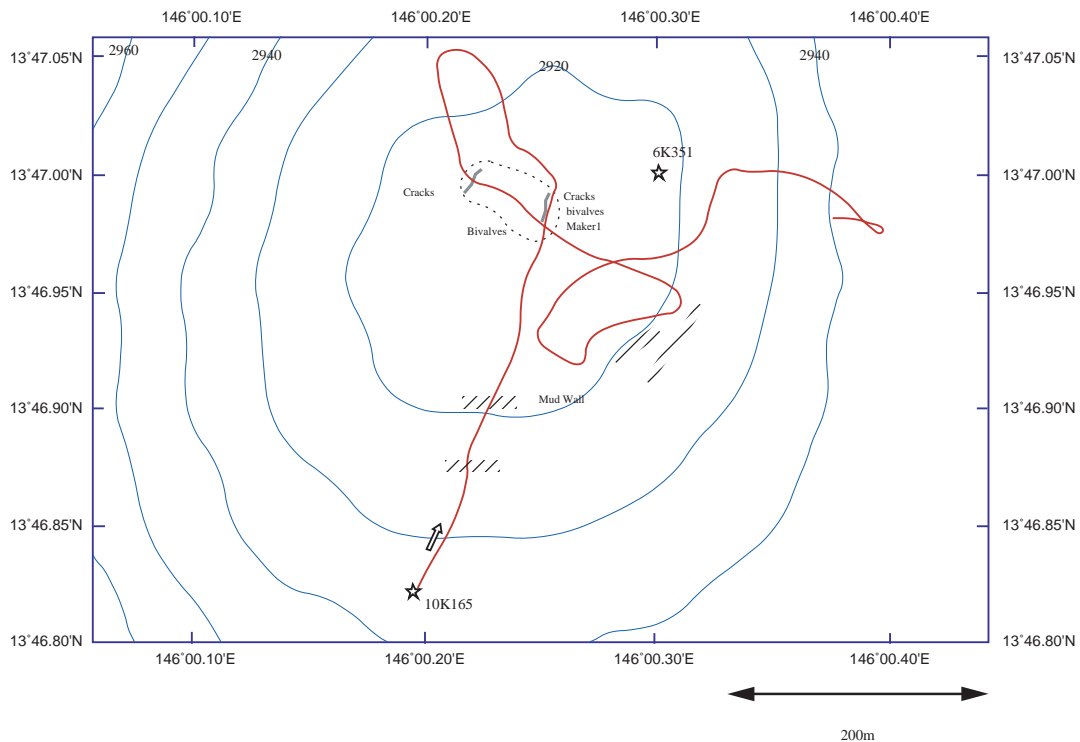 146°00.10'E 146°00.20'E 146°00.30'E 146°00.40'E
13°47.05'N 2960 2940 2920 2940 13°47.05'N
6K351
13°47.00'N 13°47.00'N
Cracks
Cracks
bivalves
Maker1
Bivalves
13°46.95'N 13°46.95'N
Mud Wall
13°46.90'N 13°46.90'N
13°46.85'N 13°46.85'N
10K165
13°46.80'N 13°46.80'N
146°00.10'E 146°00.20'E 146°00.30'E 146°00.40'E
200m